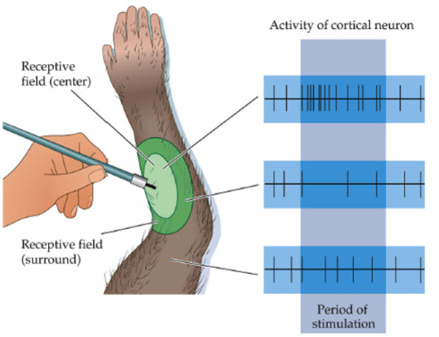 Activity of cortical neuron
Receptive
field (center)
Receptive field
(surround)
Period of
stimulation